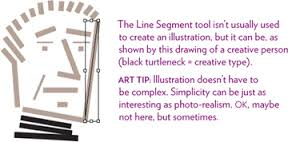 The Line Segment tool isn't usually used
to create an illustration, but it can be, as
shown by this drawing of a creative person
(black turtleneck = creative type).
ART TIP: Illustration doesn't have to
be complex. Simplicity can be just as
interesting as photo-realism. OK, maybe
not here, but sometimes.